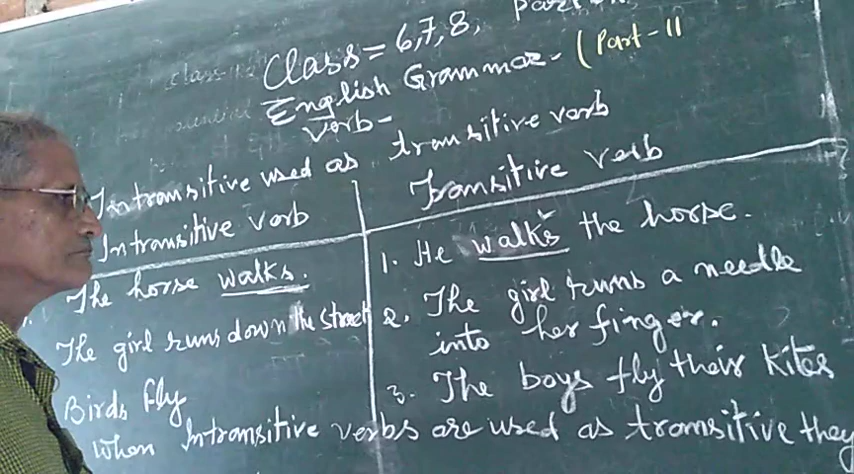 Class = 6,7,8,
English Grammar - (Part - II
Verb -
Intransitive used as transitive verb
Intransitive verb
Transitive verb
The horse walks.
1. He walks the horse.
The girl runs down the street
2. The girl runs a needle
into her finger.
Birds fly
3. The boys fly their kites
When Intransitive verbs are used as transitive they